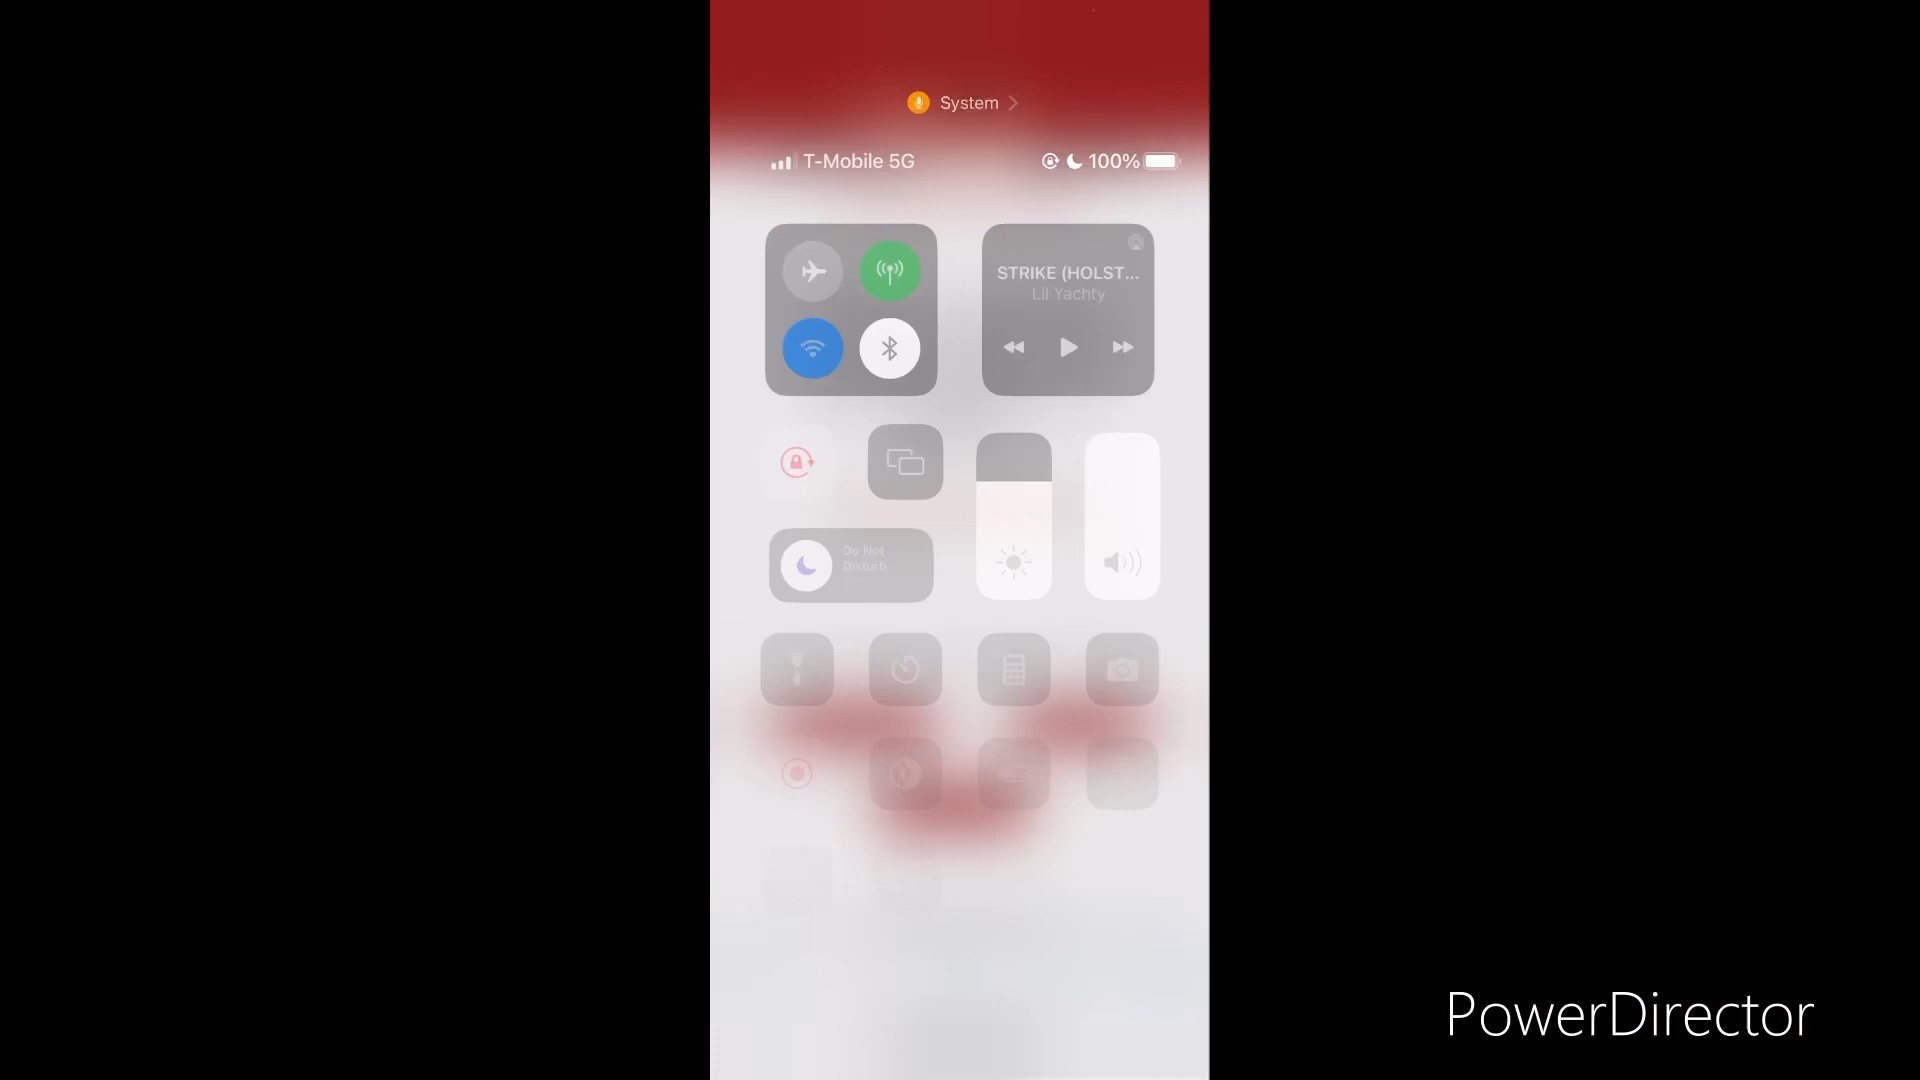 System
T-Mobile 5G
100%
STRIKE (HOLST...
Lil Yachty
Do Not
Disturb
PowerDirector